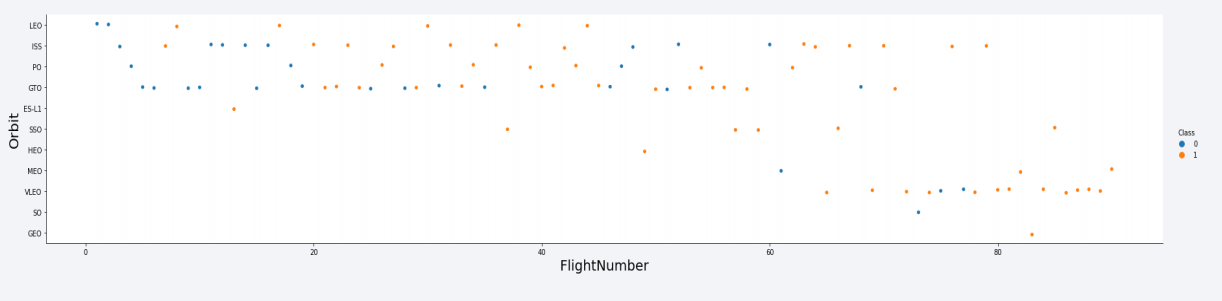 LEO
ISS
PO
GTO
ES-L1
SSO
HEO
MEO
VLEO
SO
GEO
Orbit
0 20 40 60 80
FlightNumber
Class
0
1